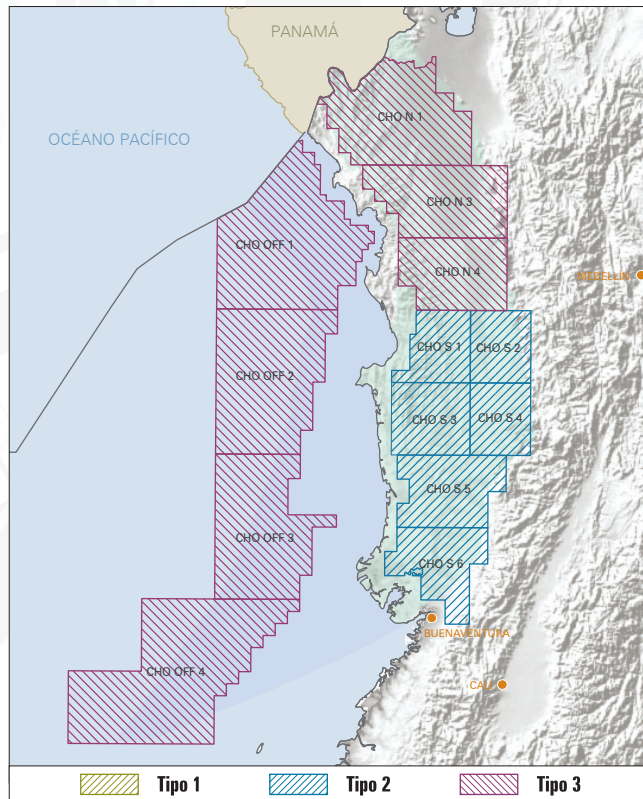 PANAMÁ
OCÉANO PACÍFICO
CHO N 1
CHO N 3
CHO OFF 1
CHO N 4
MEDELLÍN
CHO S 1
CHO S 2
CHO OFF 2
CHO S 3
CHO S 4
CHO S 5
CHO OFF 3
CHO S 6
BUENAVENTURA
CHO OFF 4
CALI
Tipo 1
Tipo 2
Tipo 3